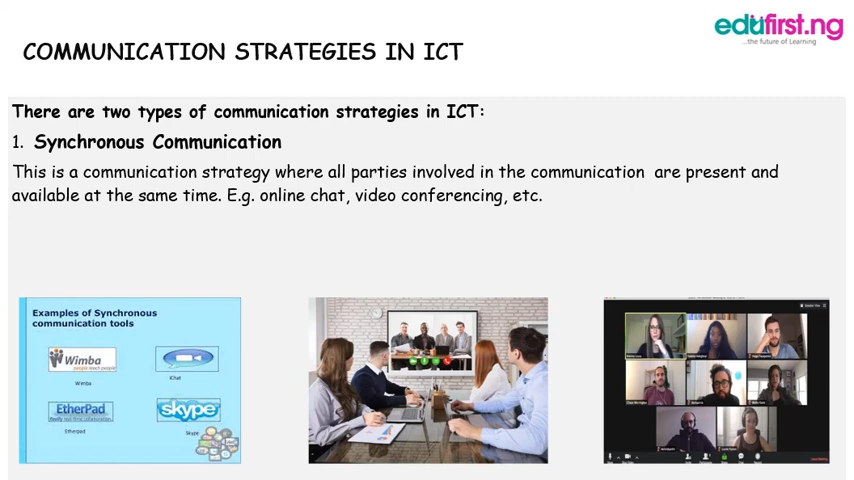 edufirst.ng
...the future of Learning
COMMUNICATION STRATEGIES IN ICT
There are two types of communication strategies in ICT:
1. Synchronous Communication
This is a communication strategy where all parties involved in the communication are present and
available at the same time. E.g. online chat, video conferencing, etc.
Examples of Synchronous
communication tools
Wimba
people teach people
Wimba
iChat
EtherPad
Etherpad
skype
Skype